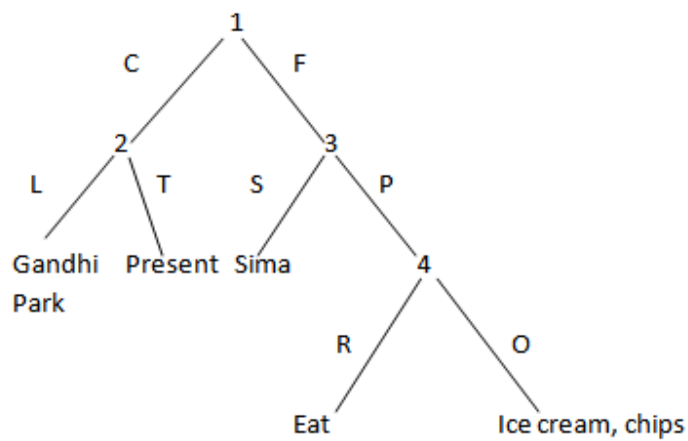 1
C F
2 3
L T S P
Gandhi Present Sima 4
Park
R O
Eat Ice cream, chips